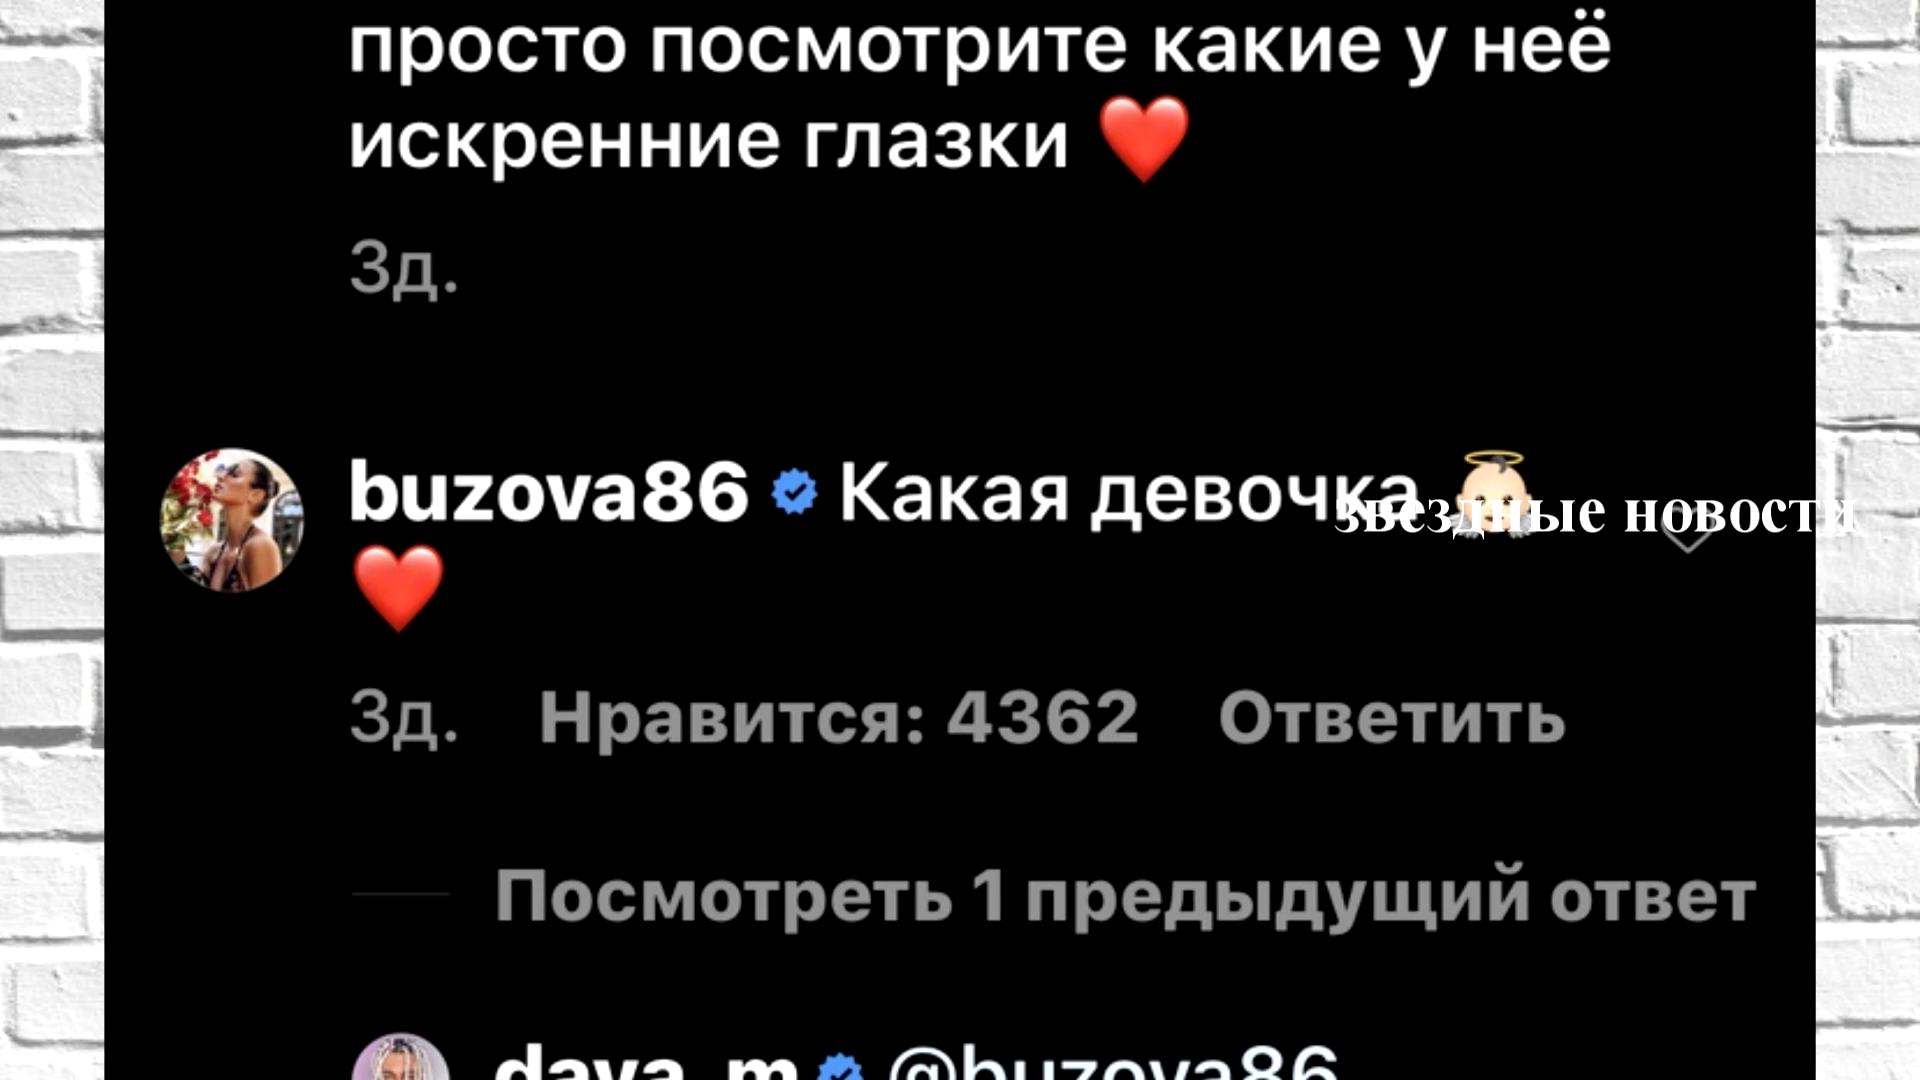 просто посмотрите какие у неё
искренние глазки ❤️
3д.
buzova86 Какая девочка 👼🏻
❤️
звездные новости
3д. Нравится: 4362 Ответить
Посмотреть 1 предыдущий ответ
dava_m @buzova86